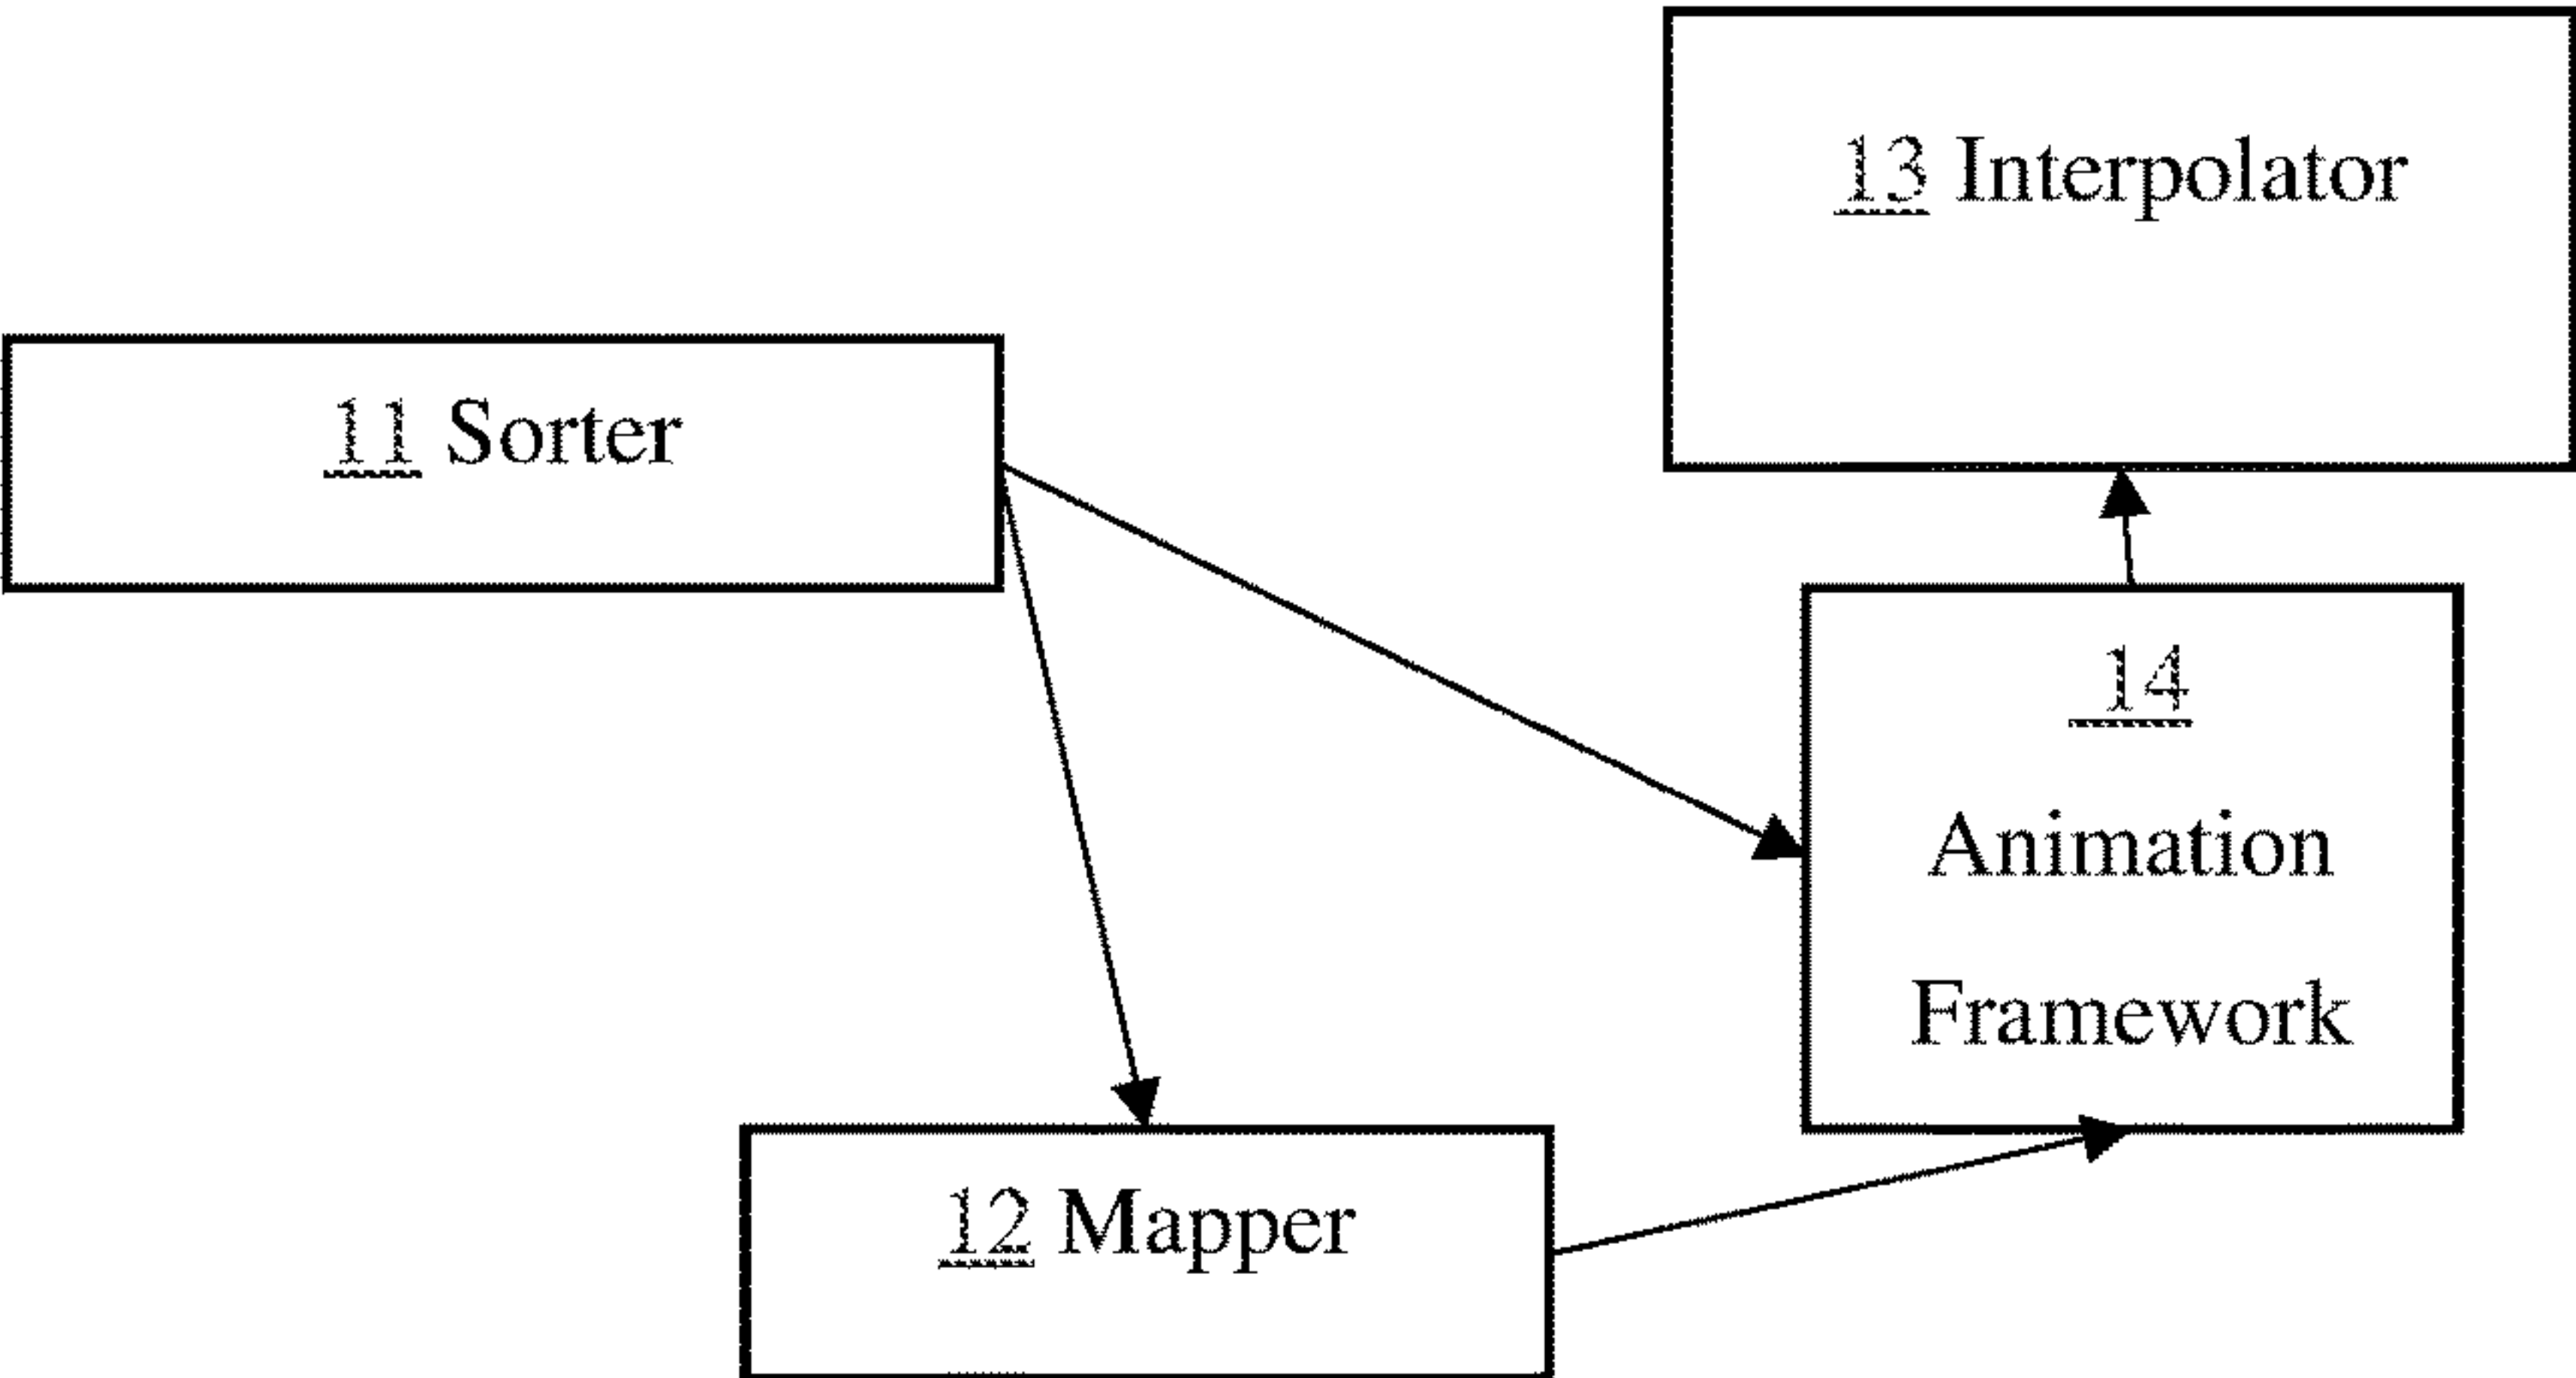 13 Interpolator
11 Sorter
14
Animation
Framework
12 Mapper